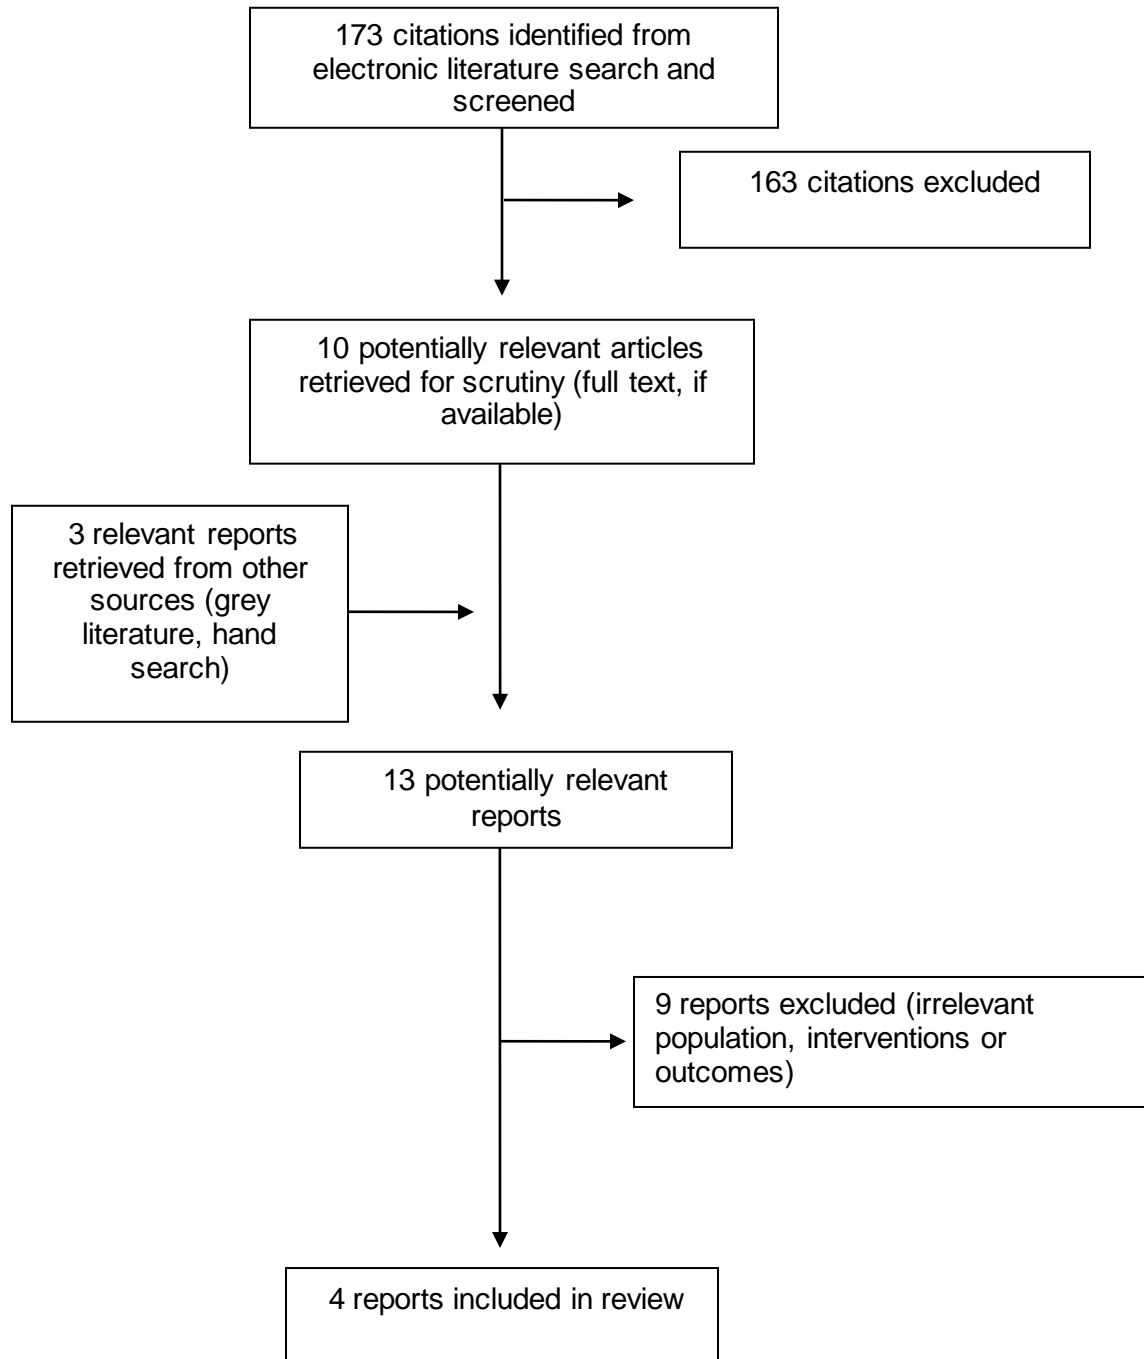 173 citations identified from
electronic literature search and
screened
163 citations excluded
10 potentially relevant articles
retrieved for scrutiny (full text, if
available)
3 relevant reports
retrieved from other
sources (grey
literature, hand
search)
13 potentially relevant
reports
9 reports excluded (irrelevant
population, interventions or
outcomes)
4 reports included in review